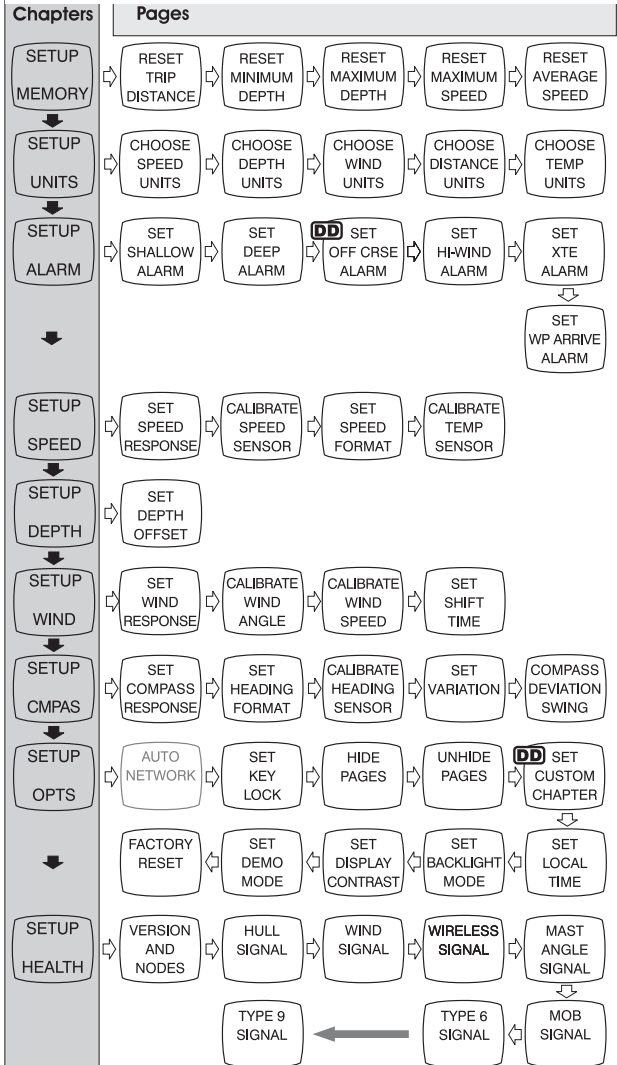 Chapters
Pages
SETUP
MEMORY
RESET
TRIP
DISTANCE
RESET
MINIMUM
DEPTH
RESET
MAXIMUM
DEPTH
RESET
MAXIMUM
SPEED
RESET
AVERAGE
SPEED
SETUP
UNITS
CHOOSE
SPEED
UNITS
CHOOSE
DEPTH
UNITS
CHOOSE
WIND
UNITS
CHOOSE
DISTANCE
UNITS
CHOOSE
TEMP
UNITS
SETUP
ALARM
SET
SHALLOW
ALARM
SET
DEEP
ALARM
DD SET
OFF CRSE
ALARM
SET
HI-WIND
ALARM
SET
XTE
ALARM
SET
WP ARRIVE
ALARM
SETUP
SPEED
SET
SPEED
RESPONSE
CALIBRATE
SPEED
SENSOR
SET
SPEED
FORMAT
CALIBRATE
TEMP
SENSOR
SETUP
DEPTH
SET
DEPTH
OFFSET
SETUP
WIND
SET
WIND
RESPONSE
CALIBRATE
WIND
ANGLE
CALIBRATE
WIND
SPEED
SET
SHIFT
TIME
SETUP
CMPAS
SET
COMPASS
RESPONSE
SET
HEADING
FORMAT
CALIBRATE
HEADING
SENSOR
SET
VARIATION
COMPASS
DEVIATION
SWING
SETUP
OPTS
AUTO
NETWORK
SET
KEY
LOCK
HIDE
PAGES
UNHIDE
PAGES
DD SET
CUSTOM
CHAPTER
SET
LOCAL
TIME
SET
BACKLIGHT
MODE
SET
DISPLAY
CONTRAST
SET
DEMO
MODE
FACTORY
RESET
SETUP
HEALTH
VERSION
AND
NODES
HULL
SIGNAL
WIND
SIGNAL
WIRELESS
SIGNAL
MAST
ANGLE
SIGNAL
MOB
SIGNAL
TYPE 6
SIGNAL
TYPE 9
SIGNAL